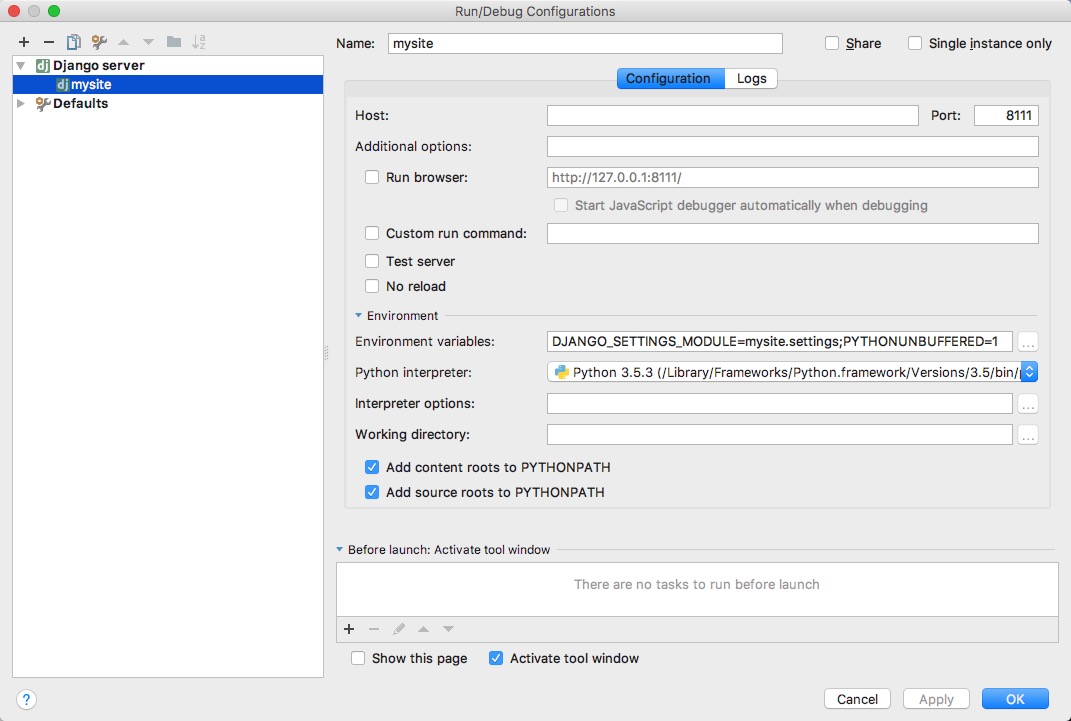 Run/Debug Configurations
Name: mysite Share Single instance only
dj Django server
dj mysite
Defaults
Configuration Logs
Host: Port: 8111
Additional options:
Run browser: http://127.0.0.1:8111/
Start JavaScript debugger automatically when debugging
Custom run command:
Test server
No reload
Environment
Environment variables: DJANGO_SETTINGS_MODULE=mysite.settings;PYTHONUNBUFFERED=1 ...
Python interpreter: Python 3.5.3 (/Library/Frameworks/Python.framework/Versions/3.5/bin/
Interpreter options: ...
Working directory: ...
Add content roots to PYTHONPATH
Add source roots to PYTHONPATH
Before launch: Activate tool window
There are no tasks to run before launch
Show this page Activate tool window
? Cancel Apply OK